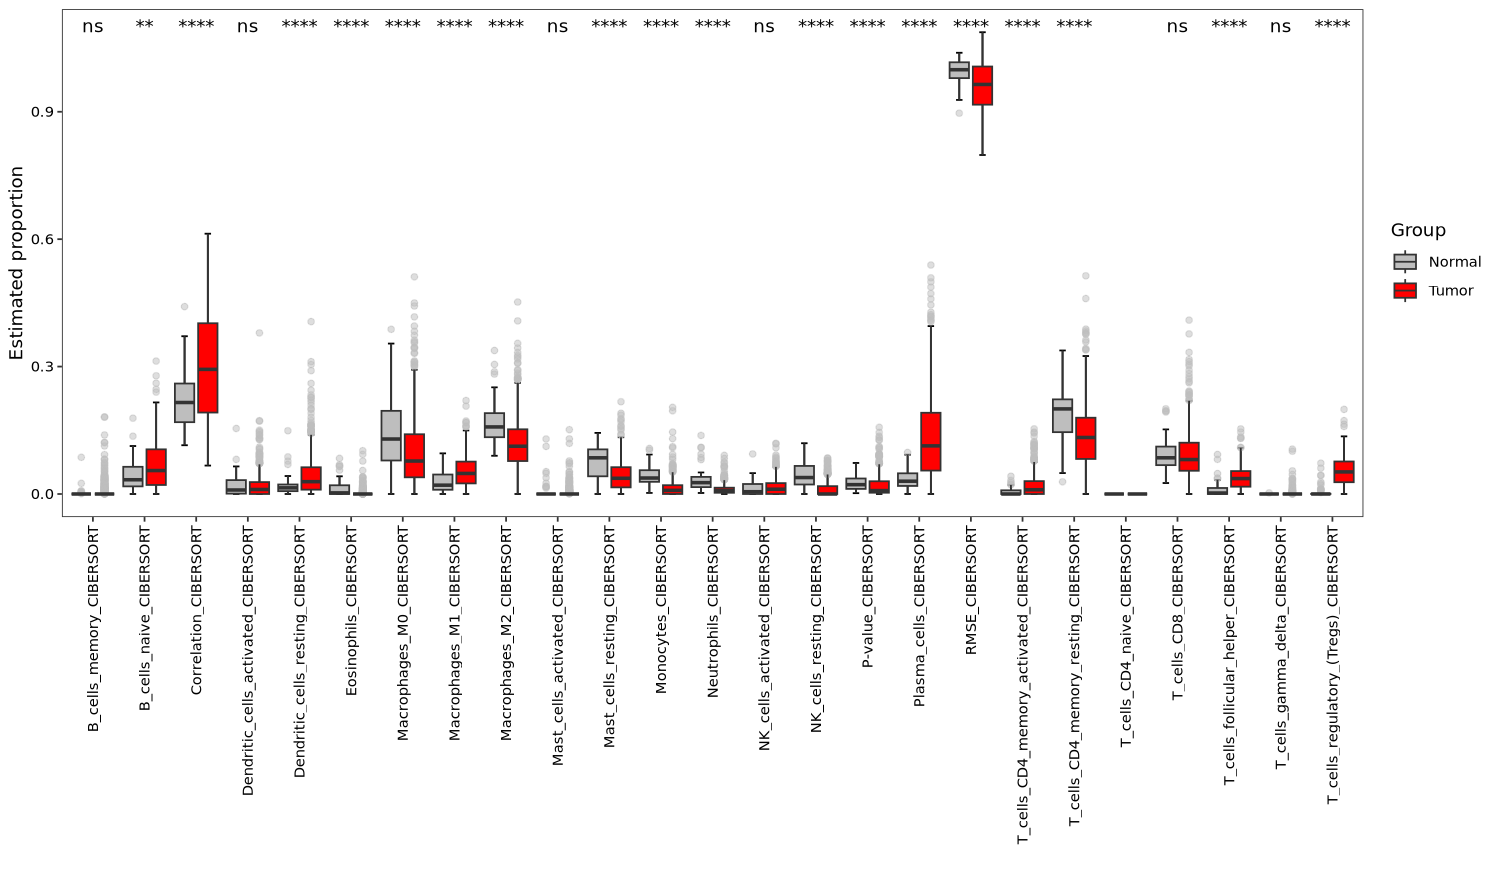 ns ** **** ns **** **** **** **** **** ns **** **** **** ns **** **** **** **** **** **** ns **** ns ****
Estimated proportion
0.9
0.6
0.3
0.0
B_cells_memory_CIBERSORT
B_cells_naive_CIBERSORT
Correlation_CIBERSORT
Dendritic_cells_activated_CIBERSORT
Dendritic_cells_resting_CIBERSORT
Eosinophils_CIBERSORT
Macrophages_M0_CIBERSORT
Macrophages_M1_CIBERSORT
Macrophages_M2_CIBERSORT
Mast_cells_activated_CIBERSORT
Mast_cells_resting_CIBERSORT
Monocytes_CIBERSORT
Neutrophils_CIBERSORT
NK_cells_activated_CIBERSORT
NK_cells_resting_CIBERSORT
P-value_CIBERSORT
Plasma_cells_CIBERSORT
RMSE_CIBERSORT
T_cells_CD4_memory_activated_CIBERSORT
T_cells_CD4_memory_resting_CIBERSORT
T_cells_CD4_naive_CIBERSORT
T_cells_CD8_CIBERSORT
T_cells_follicular_helper_CIBERSORT
T_cells_gamma_delta_CIBERSORT
T_cells_regulatory_(Tregs)_CIBERSORT
Group
Normal
Tumor